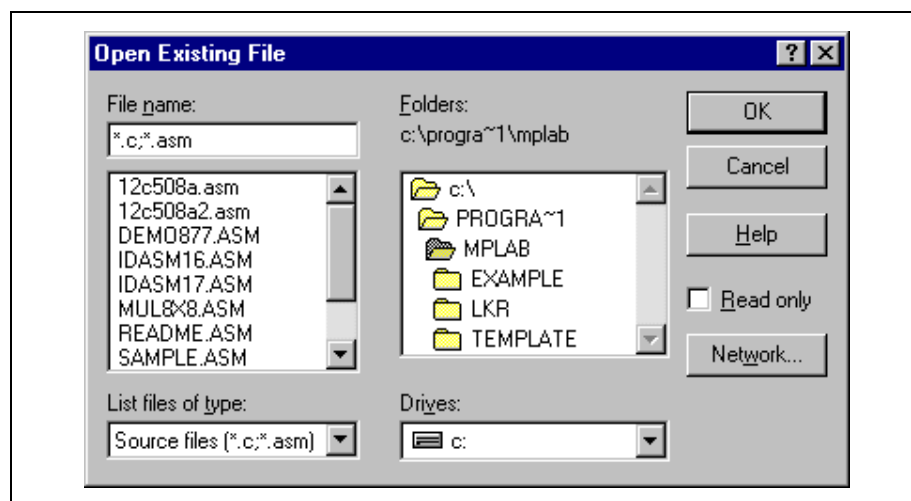 Open Existing File
File name:
*.c;*.asm
12c508a.asm
12c508a2.asm
DEMO877.ASM
IDASM16.ASM
IDASM17.ASM
MUL8X8.ASM
README.ASM
SAMPLE.ASM
List files of type:
Source files (*.c;*.asm)
Folders:
c:\progra~1\mplab
c:\
PROGRA~1
MPLAB
EXAMPLE
LKR
TEMPLATE
Drives:
c:
OK
Cancel
Help
Read only
Network...